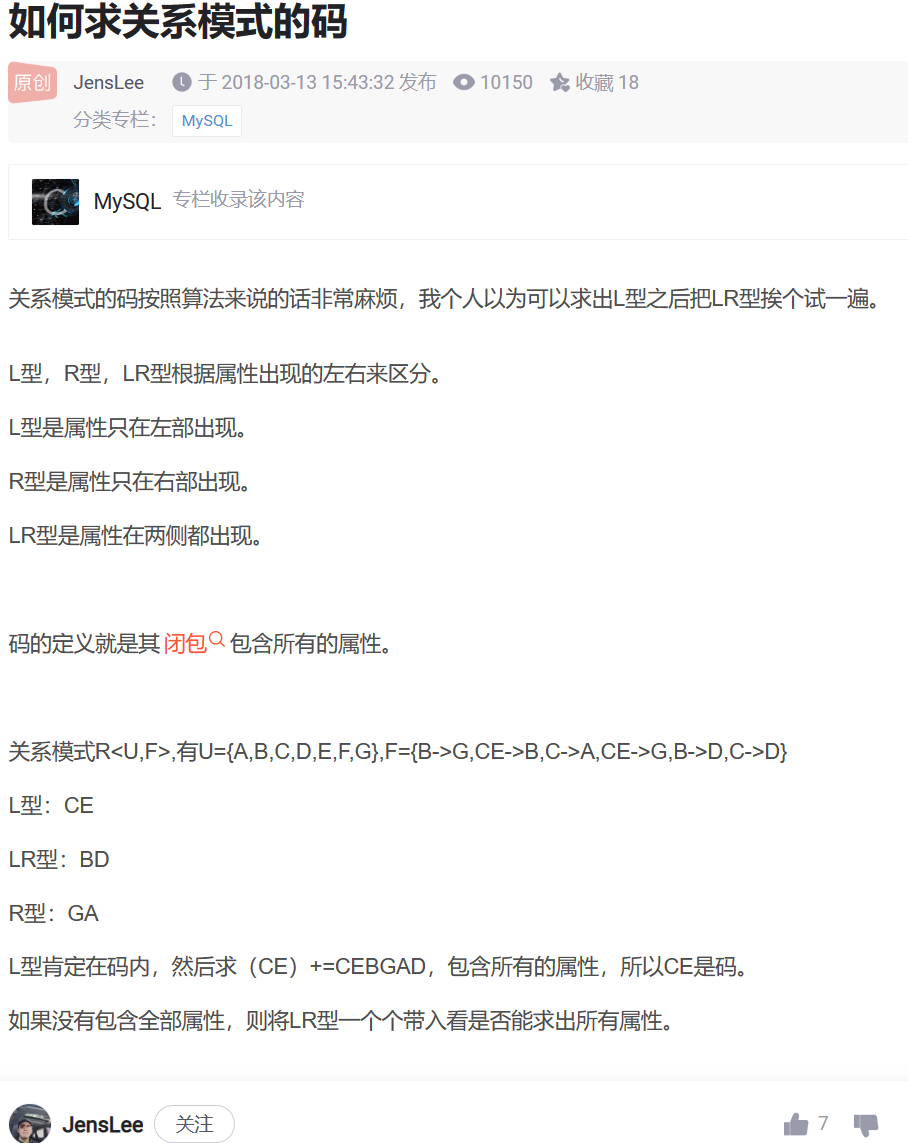 如何求关系模式的码
原创 JensLee 于 2018-03-13 15:43:32 发布 10150 收藏 18
分类专栏： MySQL
MySQL 专栏收录该内容
关系模式的码按照算法来说的话非常麻烦，我个人以为可以求出L型之后把LR型挨个试一遍。
L型，R型，LR型根据属性出现的左右来区分。
L型是属性只在左部出现。
R型是属性只在右部出现。
LR型是属性在两侧都出现。
码的定义就是其 闭包 包含所有的属性。
关系模式R<U,F>,有U={A,B,C,D,E,F,G},F={B->G,CE->B,C->A,CE->G,B->D,C->D}
L型：CE
LR型：BD
R型：GA
L型肯定在码内，然后求（CE）+=CEBGAD，包含所有的属性，所以CE是码。
如果没有包含全部属性，则将LR型一个个带入看是否能求出所有属性。
JensLee 关注 7